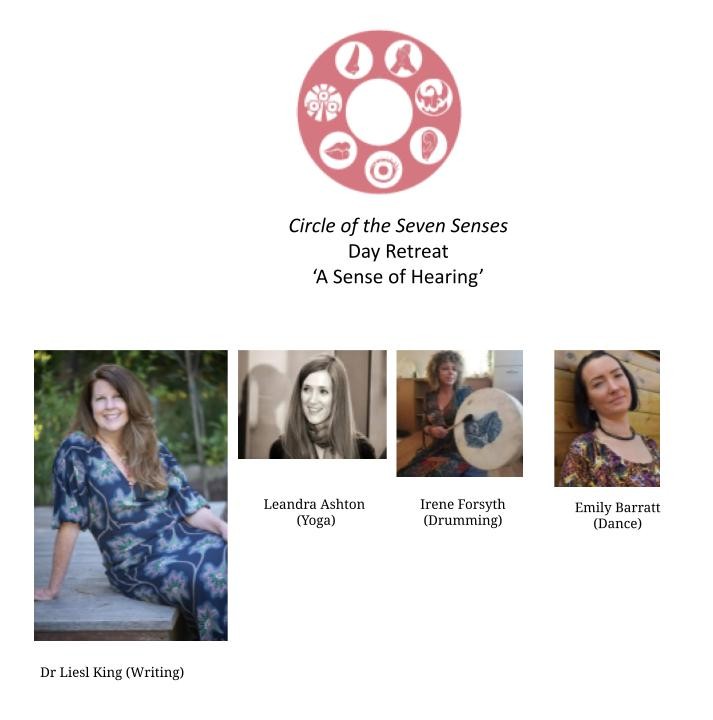 Circle of the Seven Senses
Day Retreat
‘A Sense of Hearing’
Leandra Ashton
(Yoga)
Irene Forsyth
(Drumming)
Emily Barratt
(Dance)
Dr Liesl King (Writing)